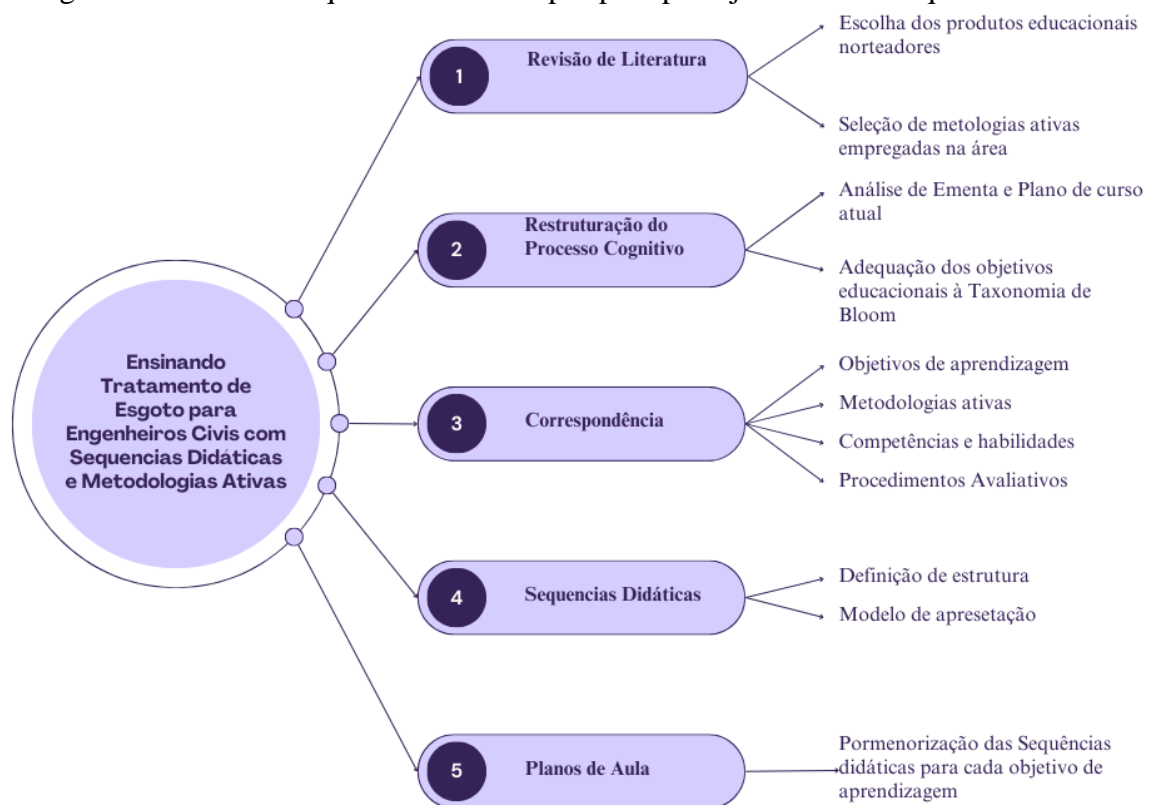 Ensinando
Tratamento de
Esgoto para
Engenheiros Civis com
Sequencias Didáticas
e Metodologias Ativas
1
Revisão de Literatura
Escolha dos produtos educacionais
norteadores
Seleção de metologias ativas
empregadas na área
2
Restruturação do
Processo Cognitivo
Análise de Ementa e Plano de curso
atual
Adequação dos objetivos
educacionais à Taxonomia de
Bloom
3
Correspondência
Objetivos de aprendizagem
Metodologias ativas
Competências e habilidades
Procedimentos Avaliativos
4
Sequencias Didáticas
Definição de estrutura
Modelo de apresetação
5
Planos de Aula
Pormenorização das Sequências
didáticas para cada objetivo de
aprendizagem